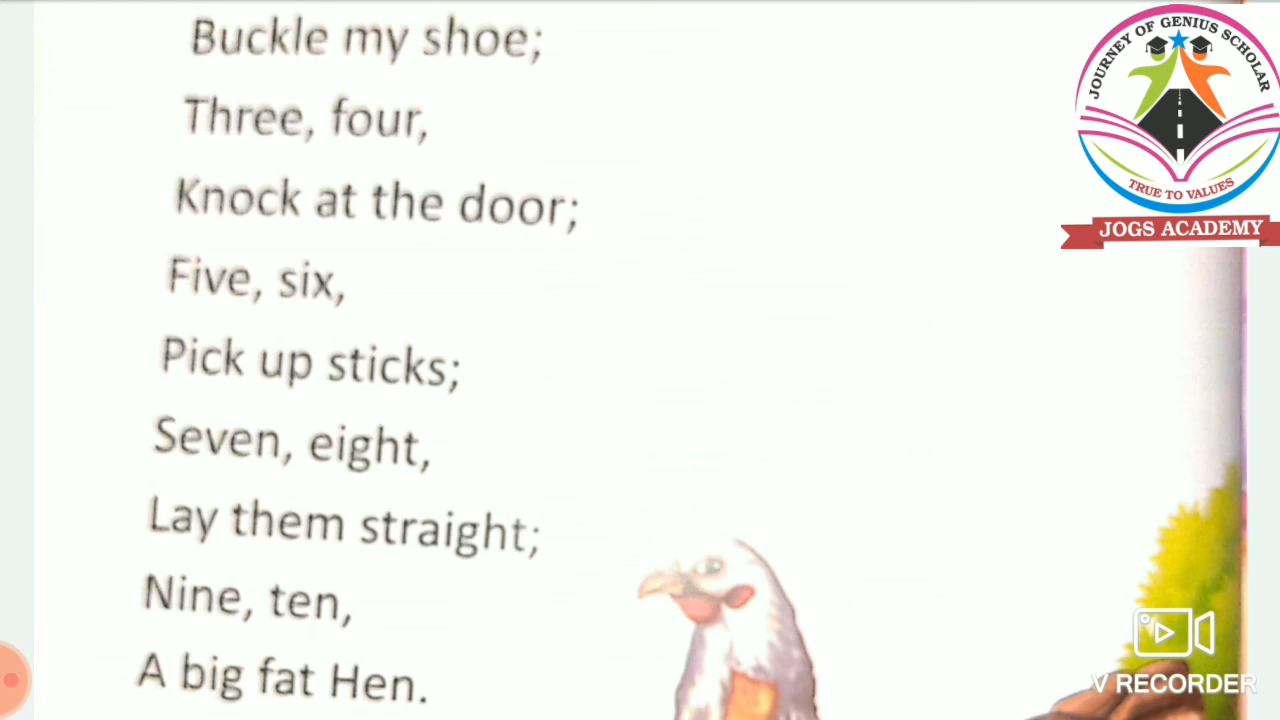 Buckle my shoe;
Three, four,
Knock at the door;
Five, six,
Pick up sticks;
Seven, eight,
Lay them straight;
Nine, ten,
A big fat Hen.
JOURNEY OF GENIUS SCHOLAR
TRUE TO VALUES
JOGS ACADEMY
V RECORDER